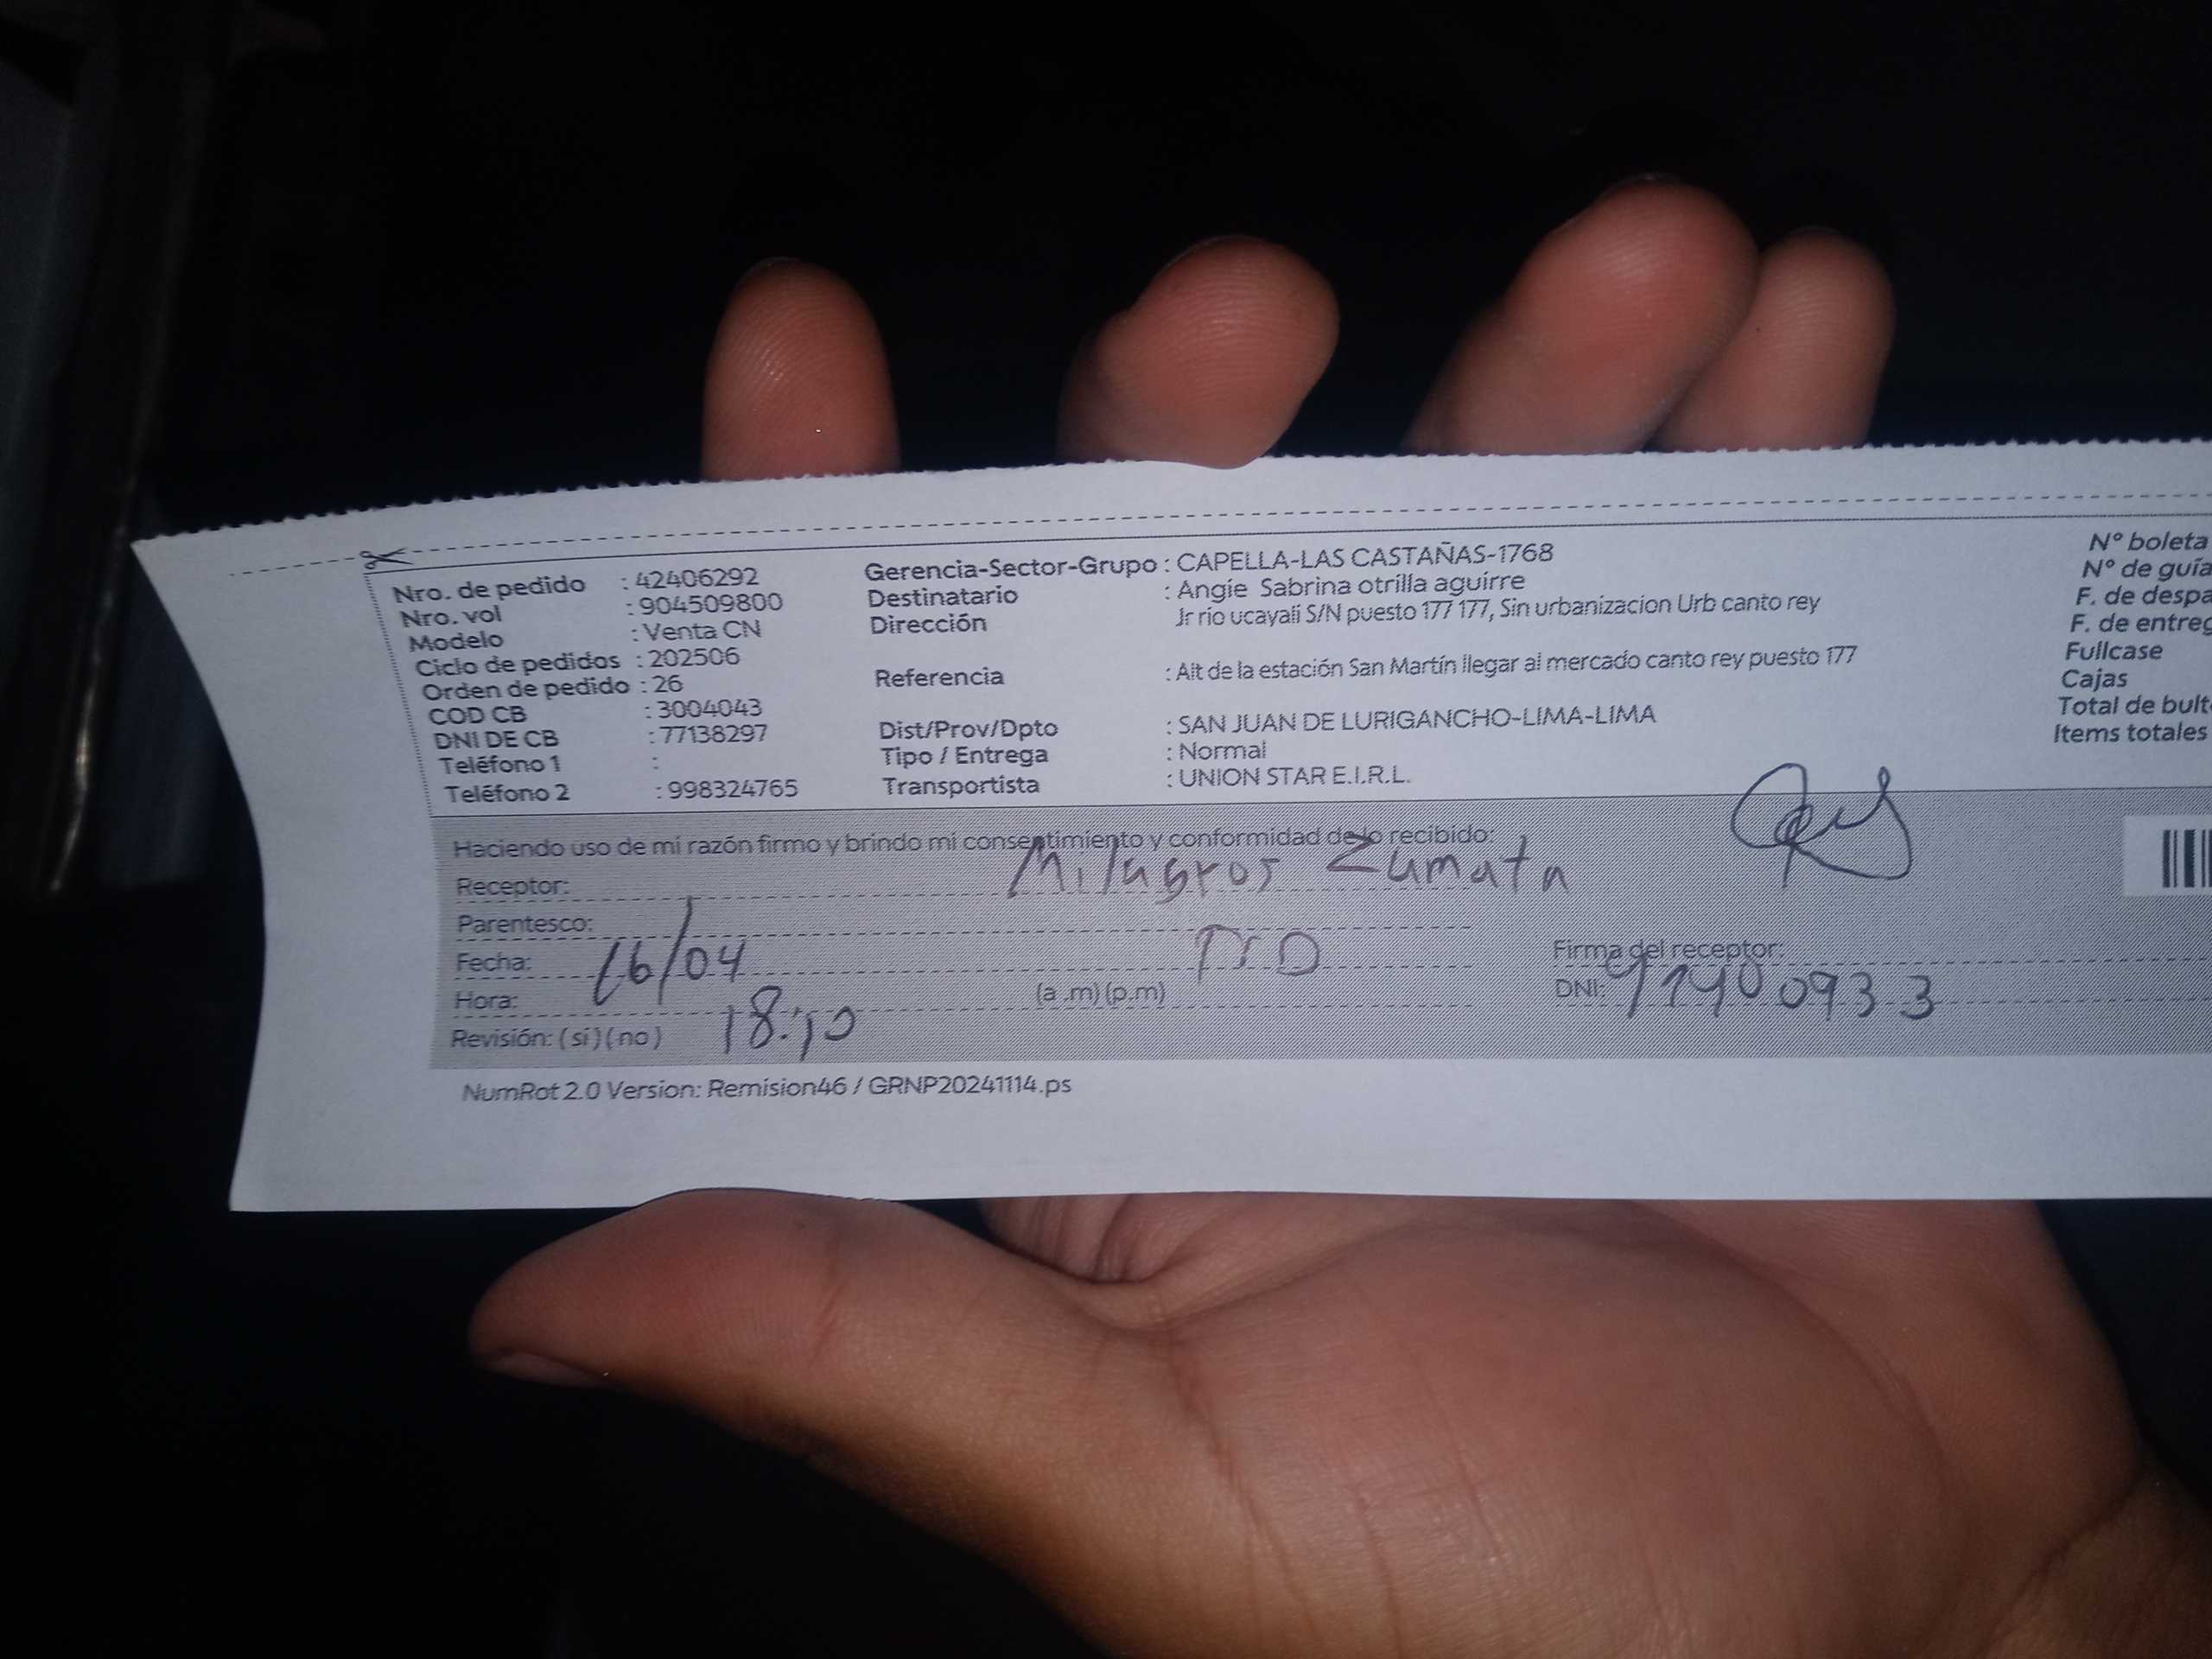 Nro. de pedido : 42406292
Nro. vol : 904509800
Modelo : Venta CN
Ciclo de pedidos : 202506
Orden de pedido : 26
COD CB : 3004043
DNI DE CB : 77138297
Teléfono 1 :
Teléfono 2 : 998324765
Gerencia-Sector-Grupo : CAPELLA-LAS CASTAÑAS-1768
Destinatario : Angie Sabrina otrilla aguirre
Dirección Jr rio ucayali S/N puesto 177 177, Sin urbanizacion Urb canto rey
Referencia : Alt de la estación San Martín llegar al mercado canto rey puesto 177
Dist/Prov/Dpto : SAN JUAN DE LURIGANCHO-LIMA-LIMA
Tipo / Entrega : Normal
Transportista : UNION STAR E.I.R.L.
N° boleta
N° de guía
F. de despa
F. de entreg
Fullcase
Cajas
Total de bult
Items totales
Haciendo uso de mi razón firmo y brindo mi consentimiento y conformidad de lo recibido:
Receptor: Milagros Zumata
Parentesco:
Fecha: 16/04
Hora: 18:10 (a .m) (p.m)
Revisión: ( sí ) ( no )
Firma del receptor:
DNI:
NumRot 2.0 Version: Remision46 / GRNP20241114.ps